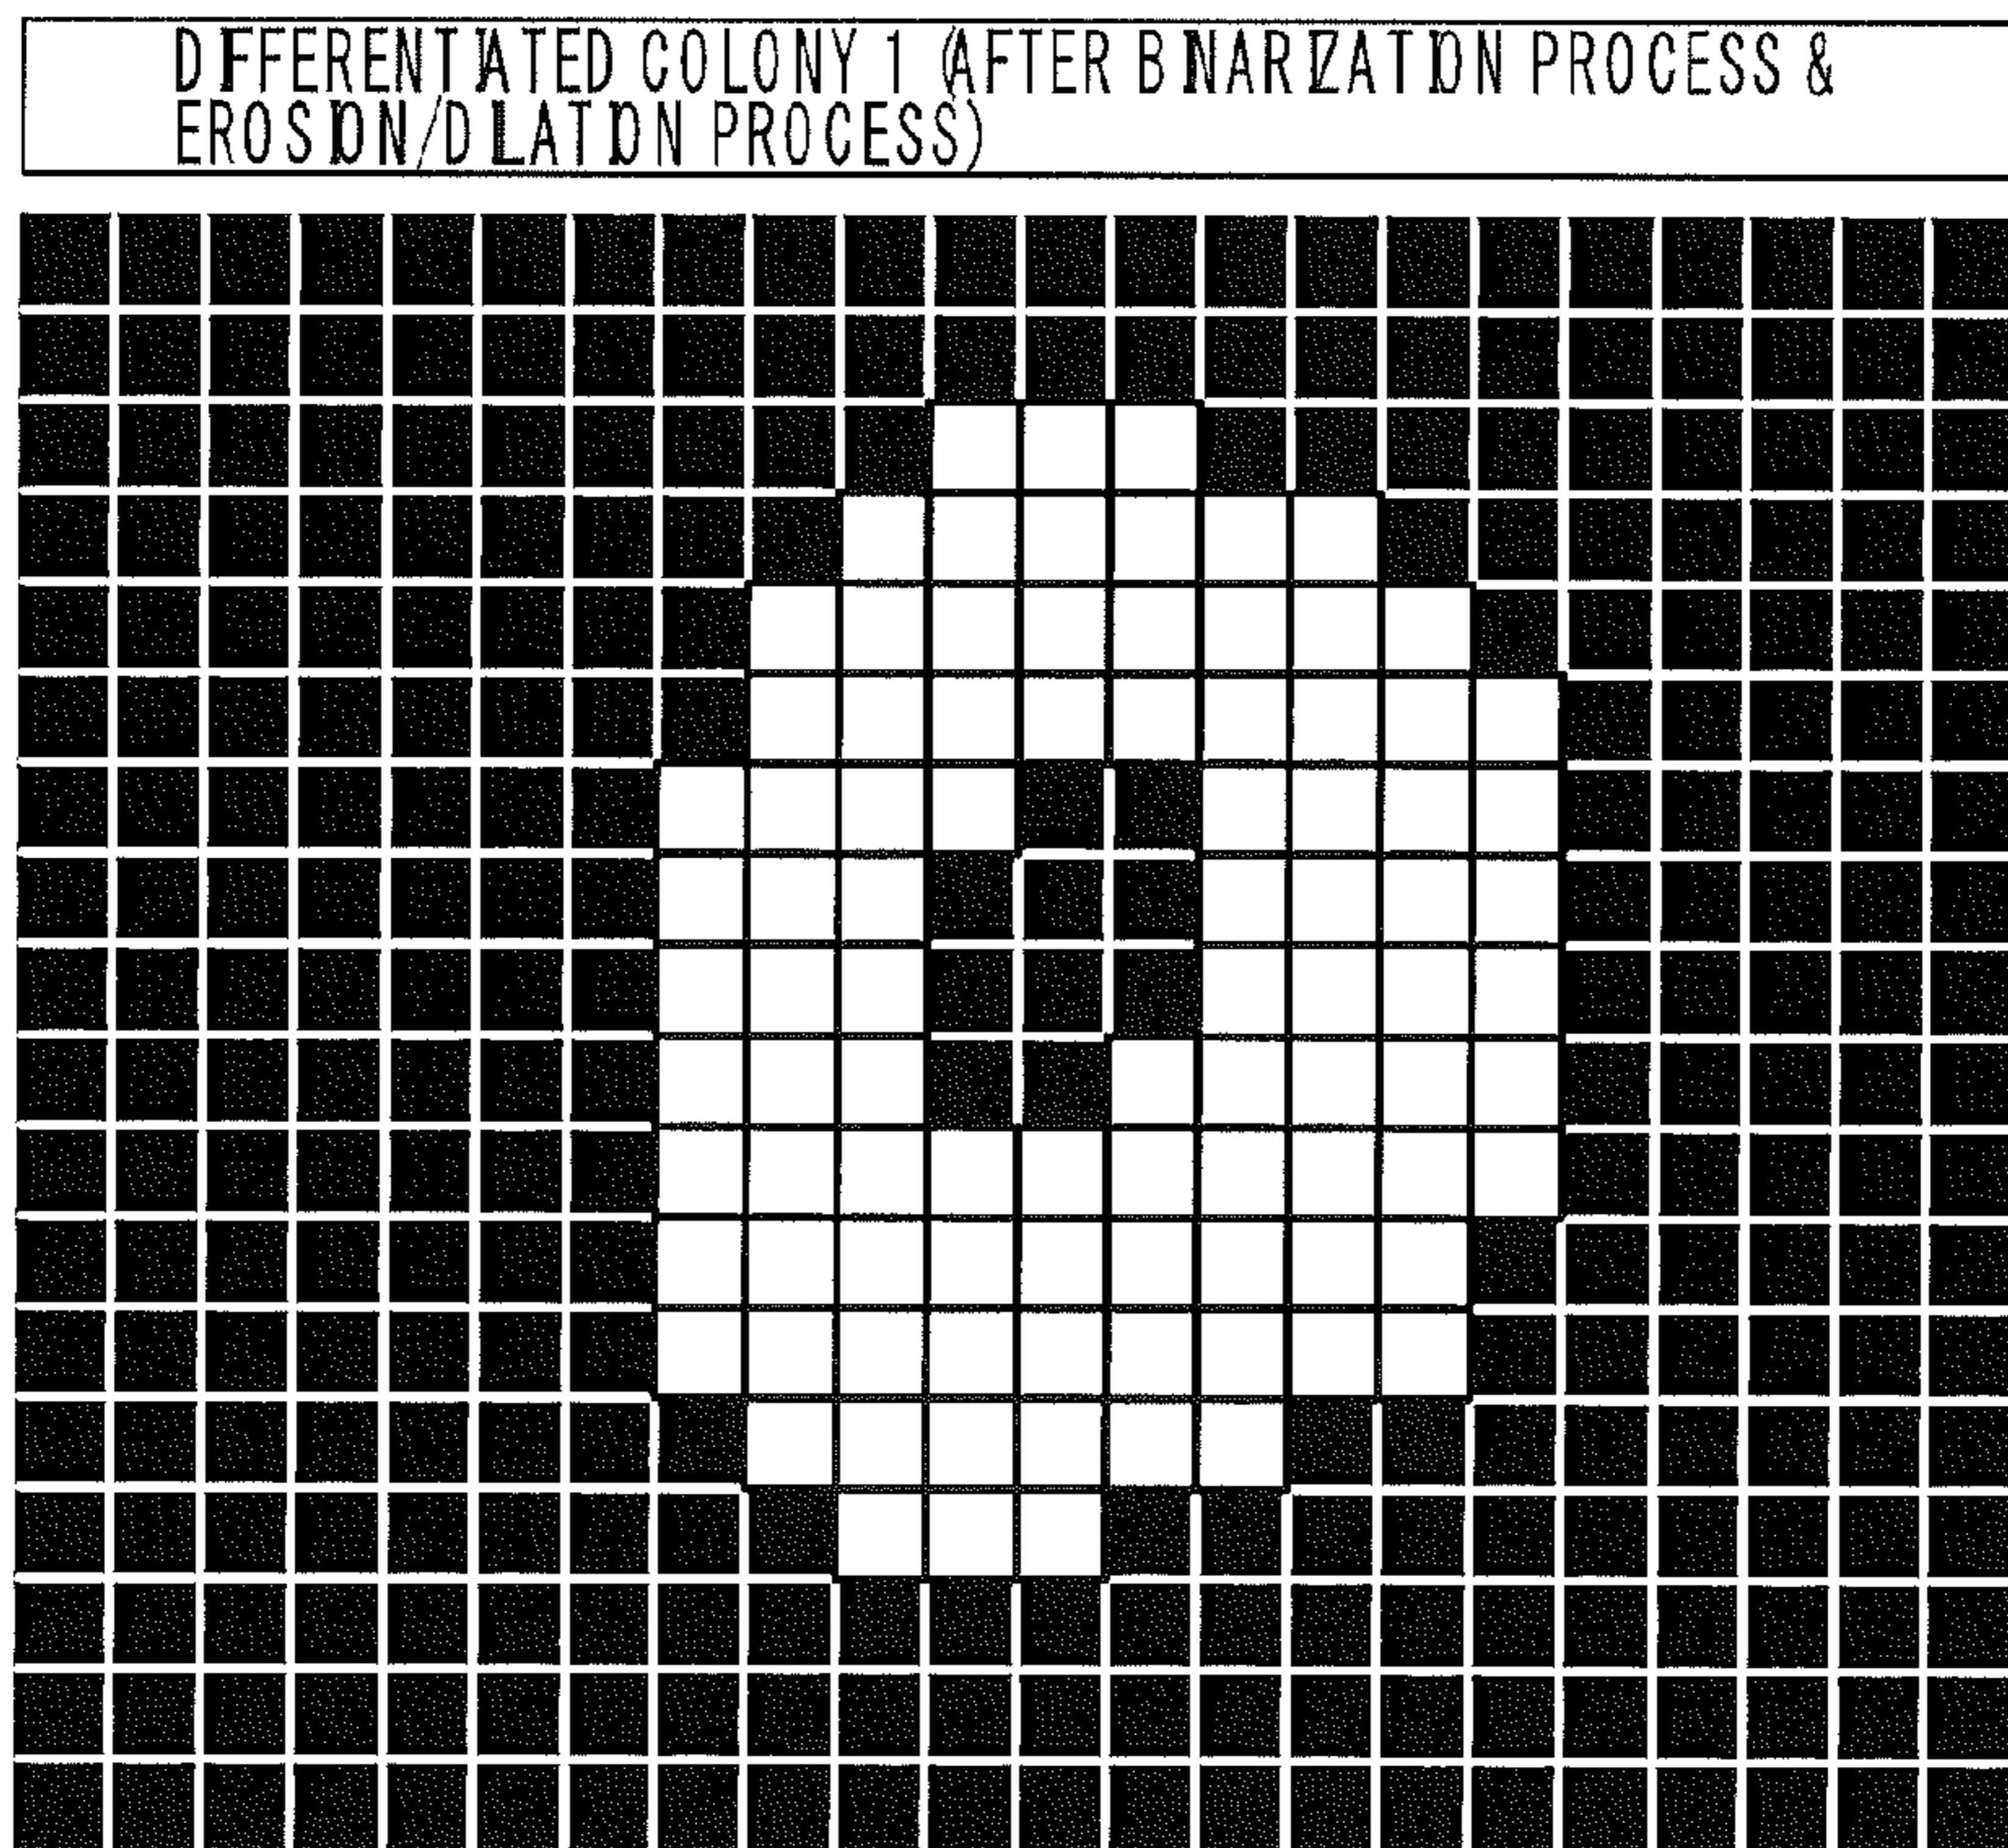 DIFFERENTIATED COLONY 1 (AFTER BINARIZATION PROCESS &
EROSION/DILATION PROCESS)